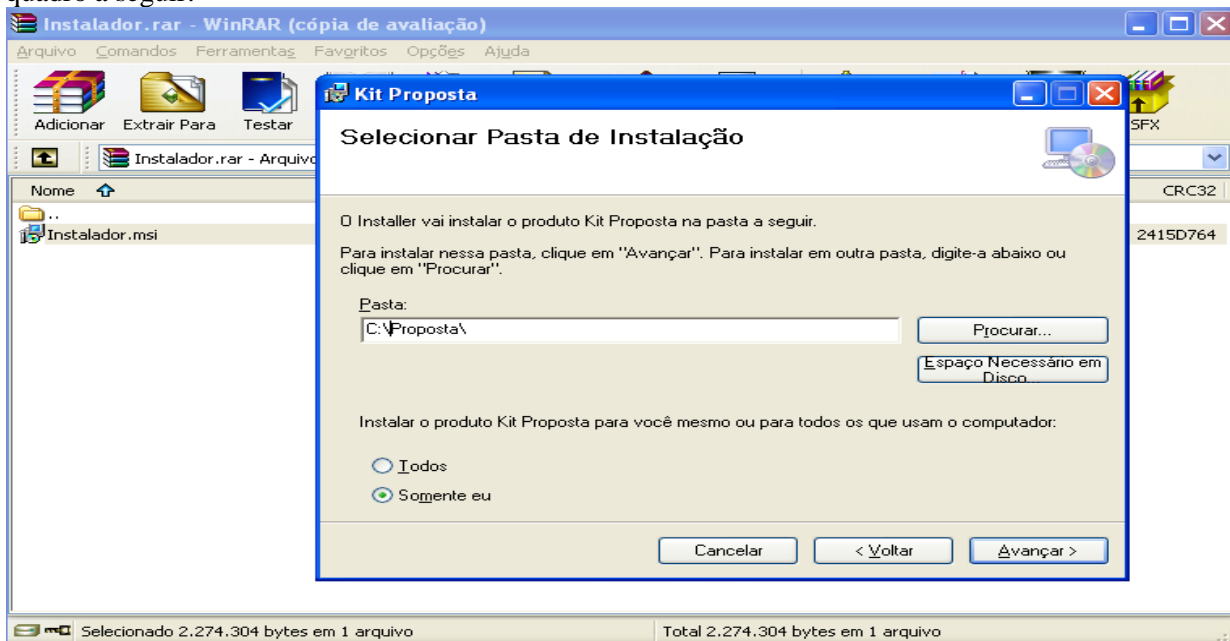 quadro a seguir:
Instalador.rar - WinRAR (cópia de avaliação)
Arquivo Comandos Ferramentas Favoritos Opções Ajuda
Adicionar Extrair Para Testar
SFX
Instalador.rar - Arquivo
Nome
CRC32
..
Instalador.msi
2415D764
Kit Proposta
Selecionar Pasta de Instalação
O Installer vai instalar o produto Kit Proposta na pasta a seguir.
Para instalar nessa pasta, clique em "Avançar". Para instalar em outra pasta, digite-a abaixo ou
clique em "Procurar".
Pasta:
C:\Proposta\
Procurar...
Espaço Necessário em
Disco...
Instalar o produto Kit Proposta para você mesmo ou para todos os que usam o computador:
Todos
Somente eu
Cancelar
< Voltar
Avançar >
Selecionado 2.274.304 bytes em 1 arquivo
Total 2.274.304 bytes em 1 arquivo